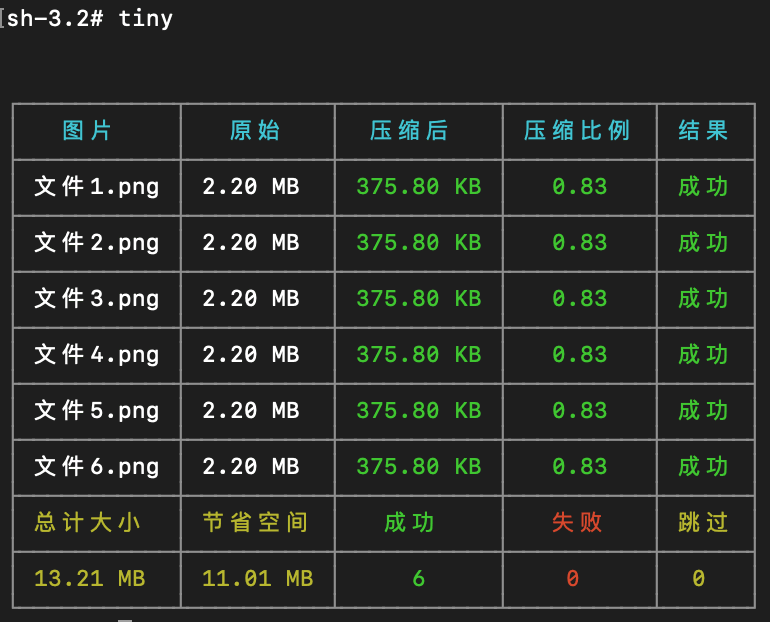 sh-3.2# tiny
图片 原始 压缩后 压缩比例 结果
文件1.png 2.20 MB 375.80 KB 0.83 成功
文件2.png 2.20 MB 375.80 KB 0.83 成功
文件3.png 2.20 MB 375.80 KB 0.83 成功
文件4.png 2.20 MB 375.80 KB 0.83 成功
文件5.png 2.20 MB 375.80 KB 0.83 成功
文件6.png 2.20 MB 375.80 KB 0.83 成功
总计大小 节省空间 成功 失败 跳过
13.21 MB 11.01 MB 6 0 0